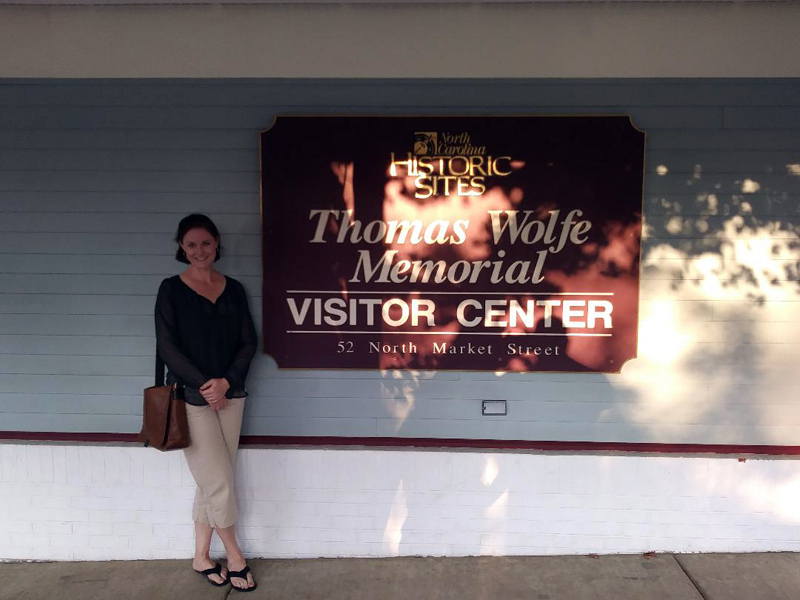 North
Carolina
HISTORIC
SITES
Thomas Wolfe
Memorial
VISITOR CENTER
52 North Market Street